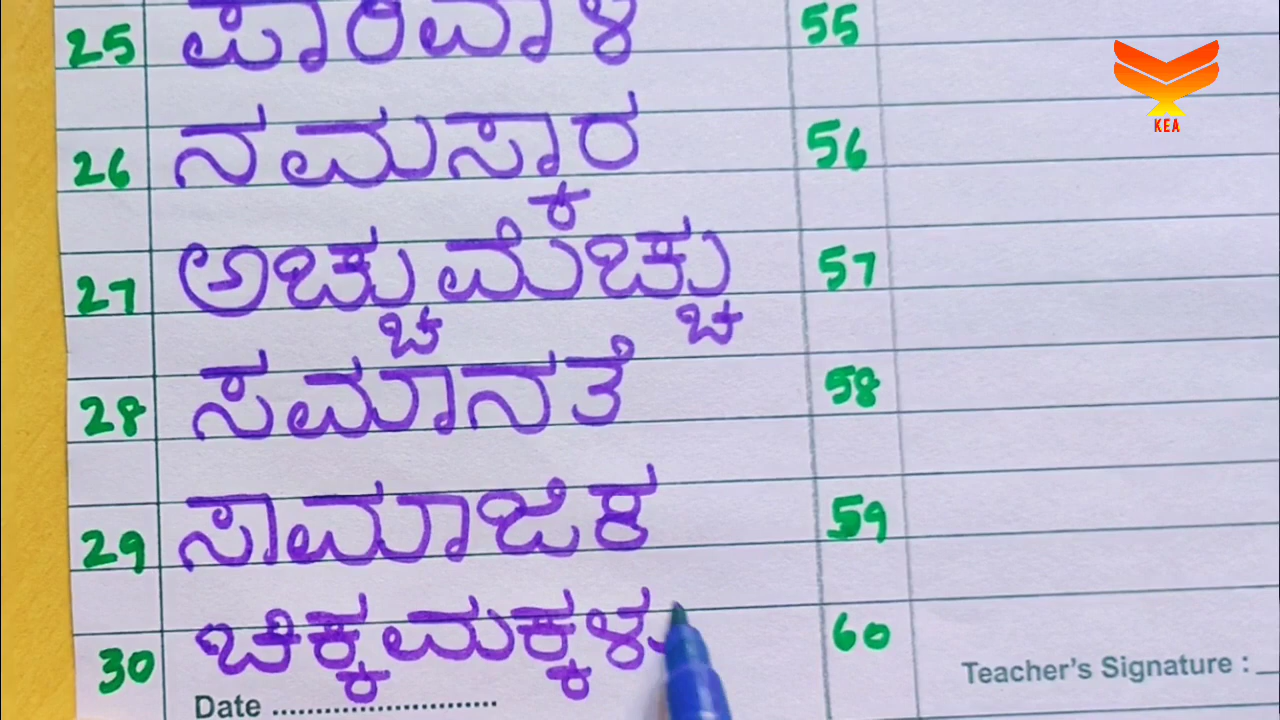 25 ಪಾರಿವಾಳ 55
KEA
26 ನಮಸ್ಕಾರ 56
27 ಅಚ್ಚುಮೆಚ್ಚು 57
28 ಸಮಾನತೆ 58
29 ಸಾಮಾಜಿಕ 59
30 ಚಿಕ್ಕಮಕ್ಕಳ 60
Teacher's Signature :
Date